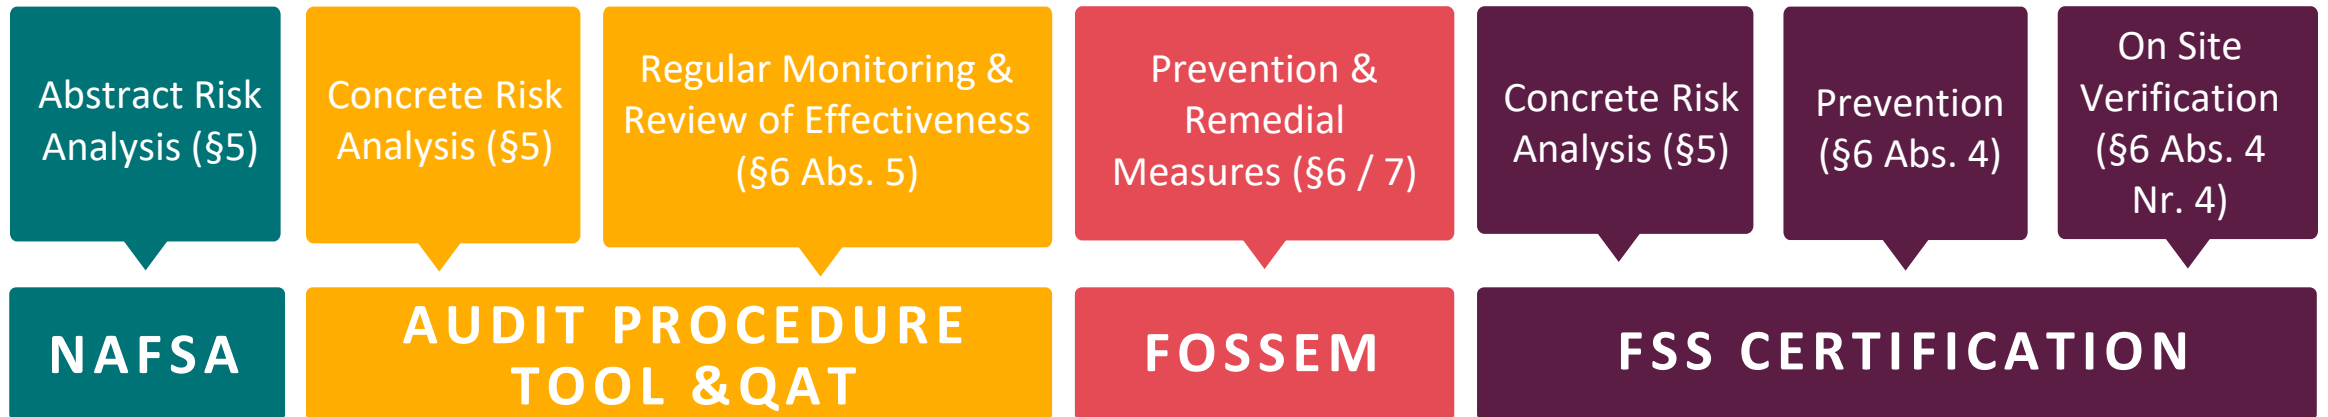 Abstract Risk
Analysis (§5)
Concrete Risk
Analysis (§5)
Regular Monitoring &
Review of Effectiveness
(§6 Abs. 5)
Prevention &
Remedial
Measures (§6 / 7)
Concrete Risk
Analysis (§5)
Prevention
(§6 Abs. 4)
On Site
Verification
(§6 Abs. 4
Nr. 4)
NAFSA
AUDIT PROCEDURE
TOOL &QAT
FOSSEM
FSS CERTIFICATION